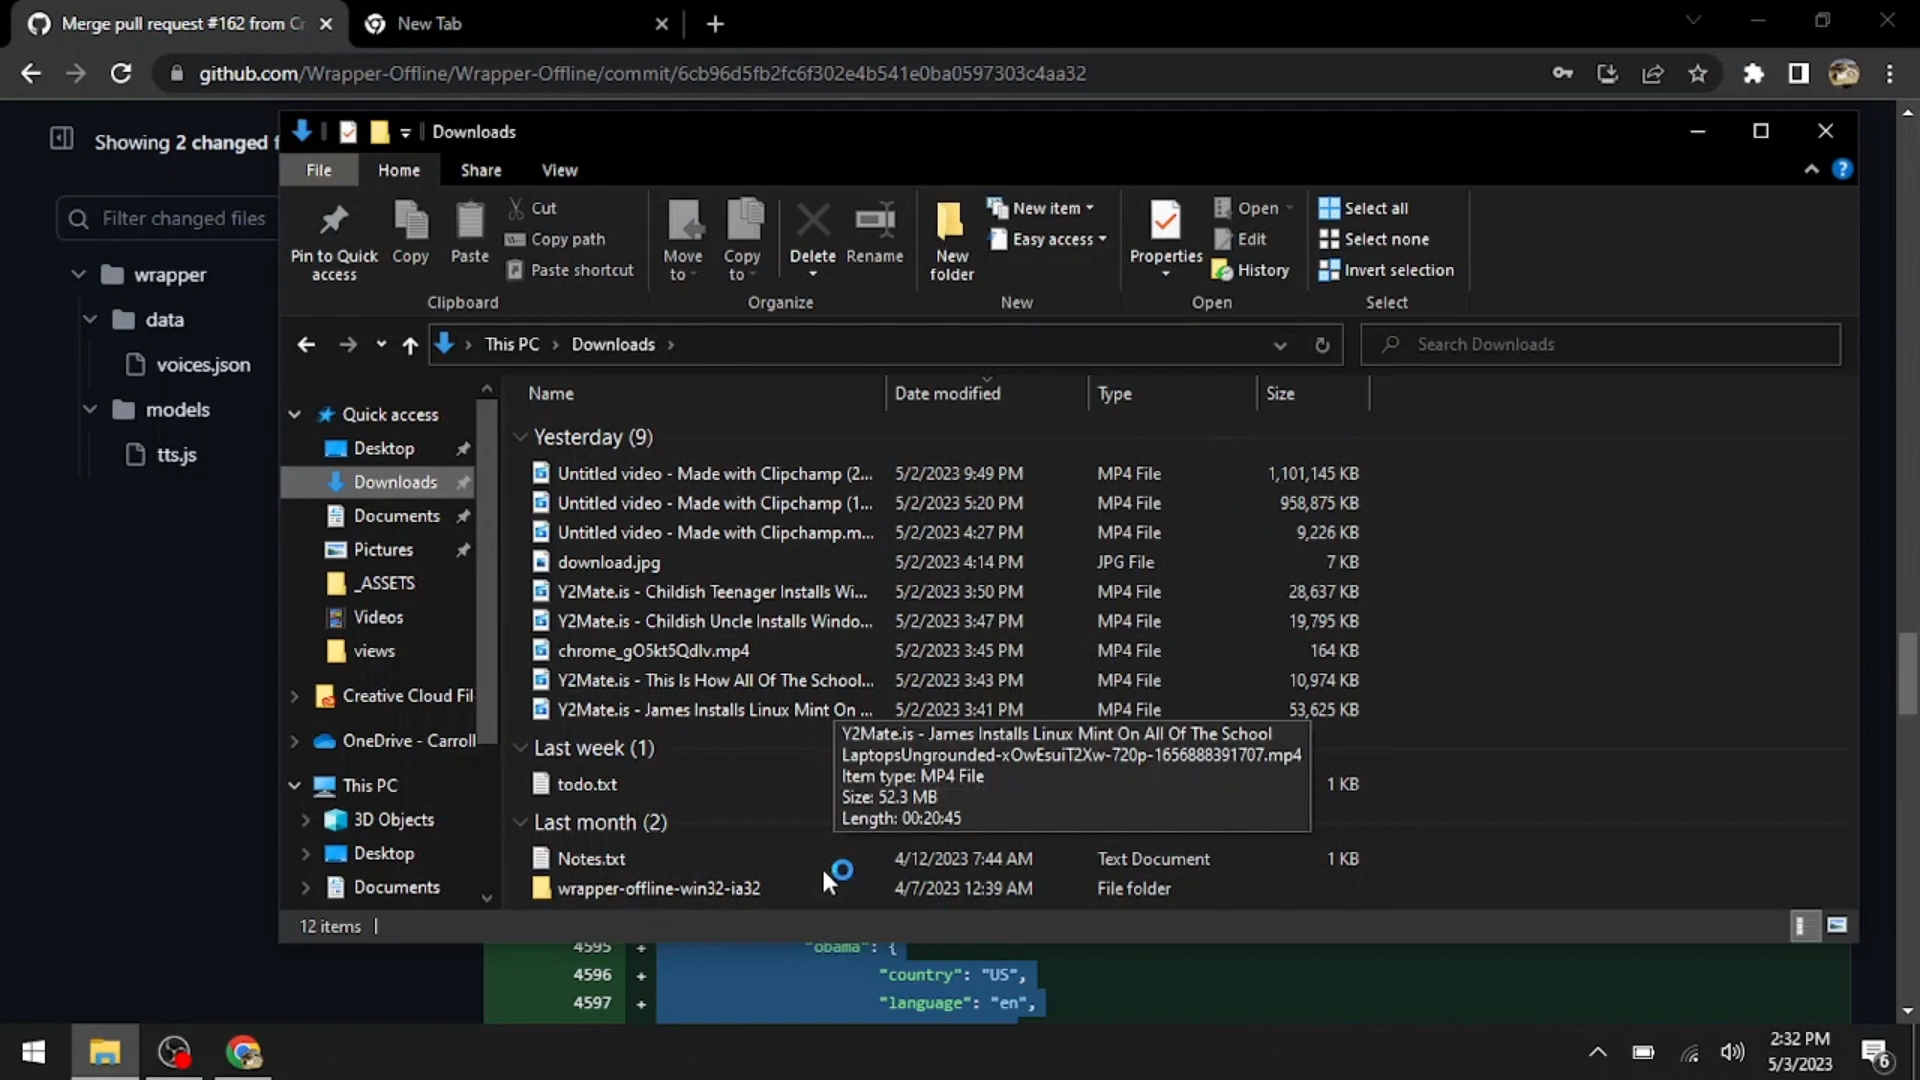 Merge pull request #162 from Cr
New Tab
github.com/Wrapper-Offline/Wrapper-Offline/commit/6cb96d5fb2fc6f302e4b541e0ba0597303c4aa32
Showing 2 changed f
Filter changed files
wrapper
data
voices.json
models
tts.js
Downloads
File Home Share View
Pin to Quick access
Copy
Paste
Cut
Copy path
Paste shortcut
Clipboard
Move to
Copy to
Delete
Rename
Organize
New folder
New item
Easy access
New
Properties
Open
Edit
History
Open
Select all
Select none
Invert selection
Select
This PC > Downloads >
Search Downloads
Quick access
Desktop
Downloads
Documents
Pictures
_ASSETS
Videos
views
Creative Cloud Fil
OneDrive - Carroll
This PC
3D Objects
Desktop
Documents
Name Date modified Type Size
Yesterday (9)
Untitled video - Made with Clipchamp (2... 5/2/2023 9:49 PM MP4 File 1,101,145 KB
Untitled video - Made with Clipchamp (1... 5/2/2023 5:20 PM MP4 File 958,875 KB
Untitled video - Made with Clipchamp.m... 5/2/2023 4:27 PM MP4 File 9,226 KB
download.jpg 5/2/2023 4:14 PM JPG File 7 KB
Y2Mate.is - Childish Teenager Installs Wi... 5/2/2023 3:50 PM MP4 File 28,637 KB
Y2Mate.is - Childish Uncle Installs Windo... 5/2/2023 3:47 PM MP4 File 19,795 KB
chrome_gO5kt5Qdlv.mp4 5/2/2023 3:45 PM MP4 File 164 KB
Y2Mate.is - This Is How All Of The School... 5/2/2023 3:43 PM MP4 File 10,974 KB
Y2Mate.is - James Installs Linux Mint On ... 5/2/2023 3:41 PM MP4 File 53,625 KB
Y2Mate.is - James Installs Linux Mint On All Of The School
LaptopsUngrounded-xOwEsuiT2Xw-720p-1656888391707.mp4
Item type: MP4 File
Size: 52.3 MB
Length: 00:20:45
Last week (1)
todo.txt 1 KB
Last month (2)
Notes.txt 4/12/2023 7:44 AM Text Document 1 KB
wrapper-offline-win32-ia32 4/7/2023 12:39 AM File folder
12 items
4595 + "obama": {
4596 + "country": "US",
4597 + "language": "en",
2:32 PM
5/3/2023
6